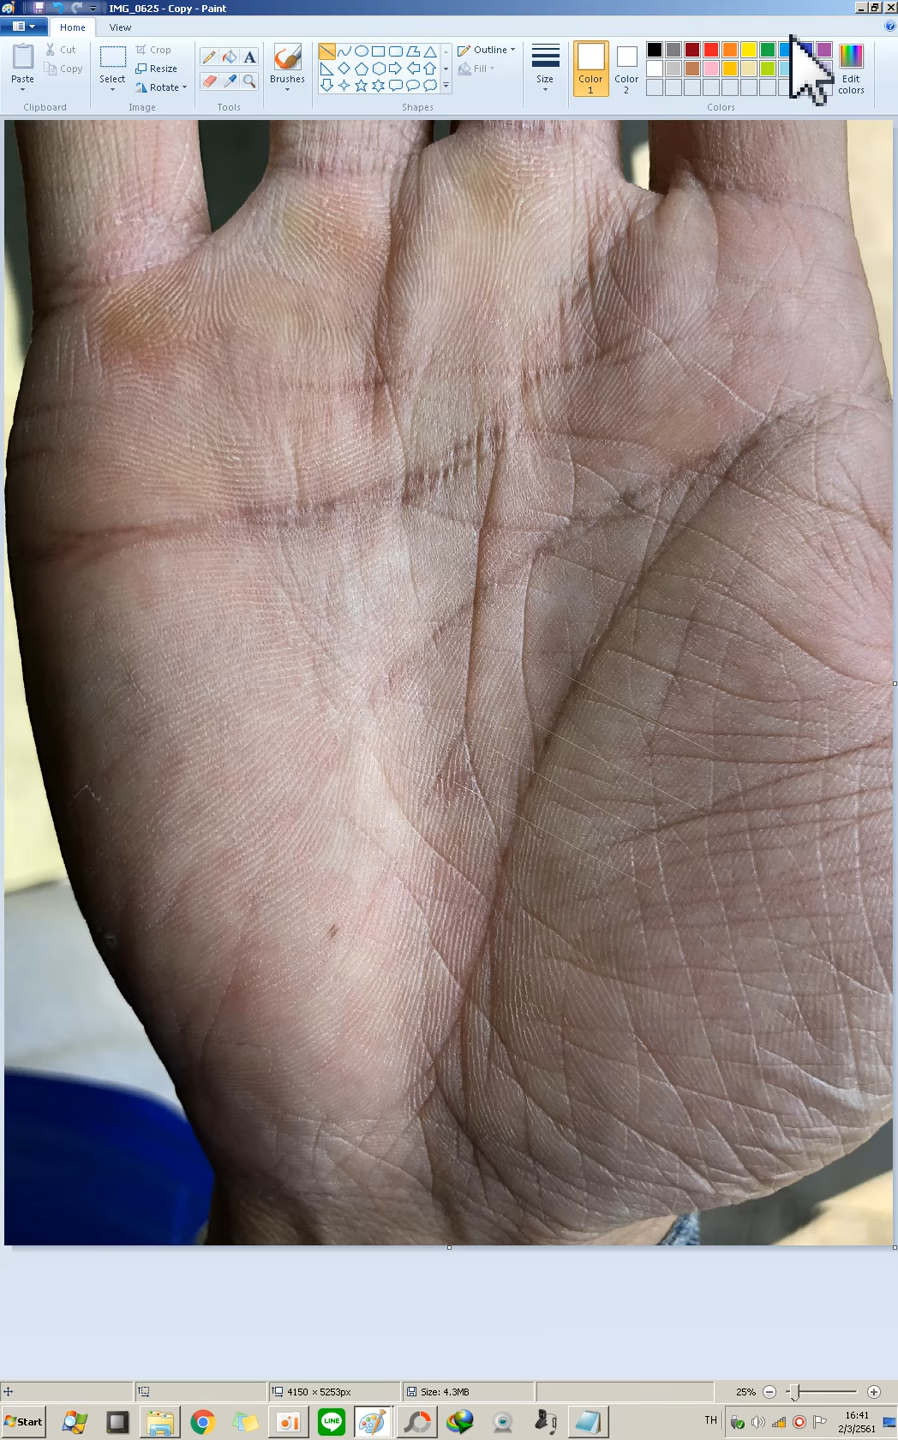 IMG_0625 - Copy - Paint
Home
View
Paste
Cut
Copy
Clipboard
Select
Crop
Resize
Rotate
Image
A
Tools
Brushes
Outline
Fill
Shapes
Size
Color 1
Color 2
Edit colors
Colors
4150 × 5253px
Size: 4.3MB
25%
Start
LINE
TH
16:41
2/3/2561